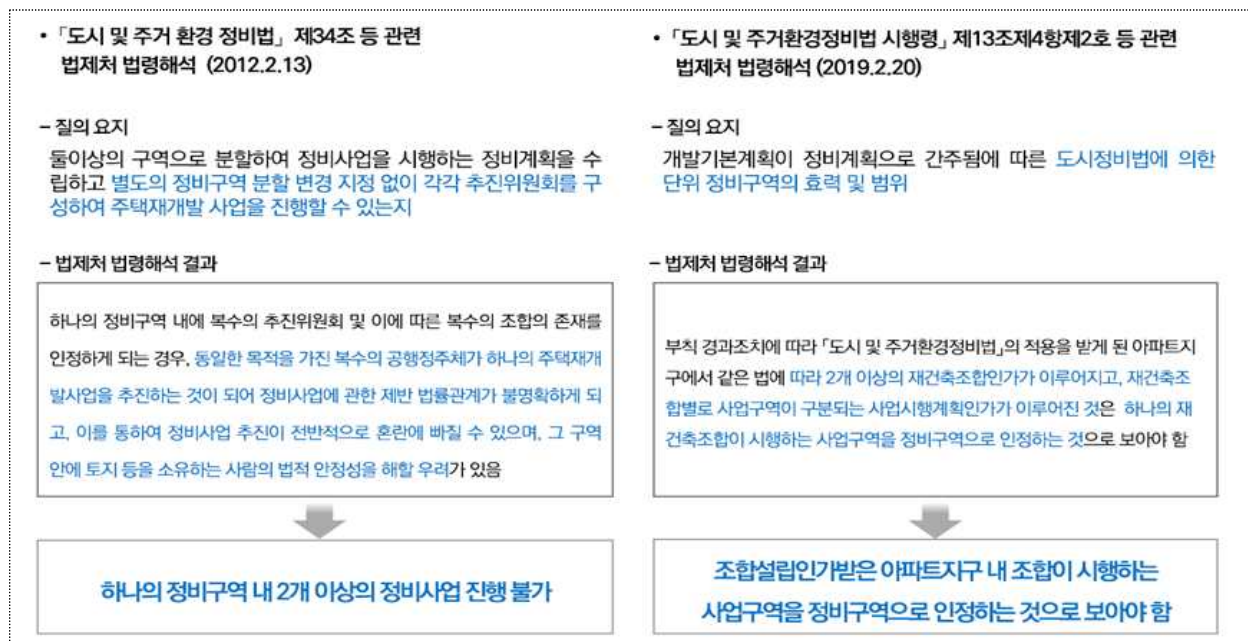 • 「도시 및 주거 환경 정비법」 제34조 등 관련
법제처 법령해석 (2012.2.13)
– 질의 요지
둘이상의 구역으로 분할하여 정비사업을 시행하는 정비계획을 수
립하고 별도의 정비구역 분할 변경 지정 없이 각각 추진위원회를 구
성하여 주택재개발 사업을 진행할 수 있는지
– 법제처 법령해석 결과
하나의 정비구역 내에 복수의 추진위원회 및 이에 따른 복수의 조합의 존재를
인정하게 되는 경우, 동일한 목적을 가진 복수의 공행정주체가 하나의 주택재개
발사업을 추진하는 것이 되어 정비사업에 관한 제반 법률관계가 불명확하게 되
고, 이를 통하여 정비사업 추진이 전반적으로 혼란에 빠질 수 있으며, 그 구역
안에 토지 등을 소유하는 사람의 법적 안정성을 해할 우려가 있음
하나의 정비구역 내 2개 이상의 정비사업 진행 불가
• 「도시 및 주거환경정비법 시행령」 제13조제4항제2호 등 관련
법제처 법령해석 (2019.2.20)
– 질의 요지
개발기본계획이 정비계획으로 간주됨에 따른 도시정비법에 의한
단위 정비구역의 효력 및 범위
– 법제처 법령해석 결과
부칙 경과조치에 따라 「도시 및 주거환경정비법」의 적용을 받게 된 아파트지
구에서 같은 법에 따라 2개 이상의 재건축조합인가가 이루어지고, 재건축조
합별로 사업구역이 구분되는 사업시행계획인가가 이루어진 것은 하나의 재
건축조합이 시행하는 사업구역을 정비구역으로 인정하는 것으로 보아야 함
조합설립인가받은 아파트지구 내 조합이 시행하는
사업구역을 정비구역으로 인정하는 것으로 보아야 함